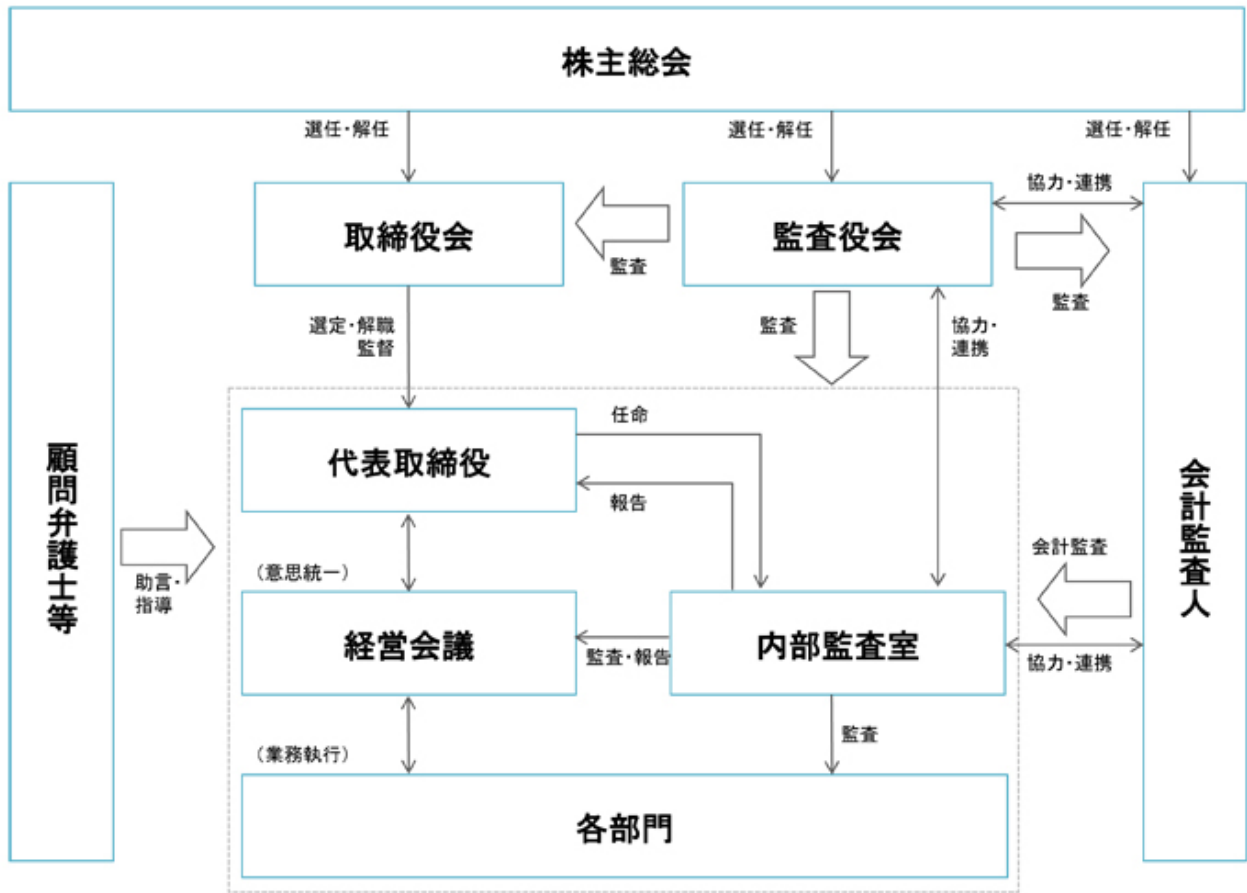 株主総会
選任・解任
選任・解任
選任・解任
取締役会
監査
監査役会
協力・連携
監査
選定・解職
監督
監査
協力・
連携
顧問弁護士等
助言・
指導
代表取締役
任命
報告
(意思統一)
経営会議
監査・報告
内部監査室
会計監査
協力・連携
会計監査人
(業務執行)
監査
各部門